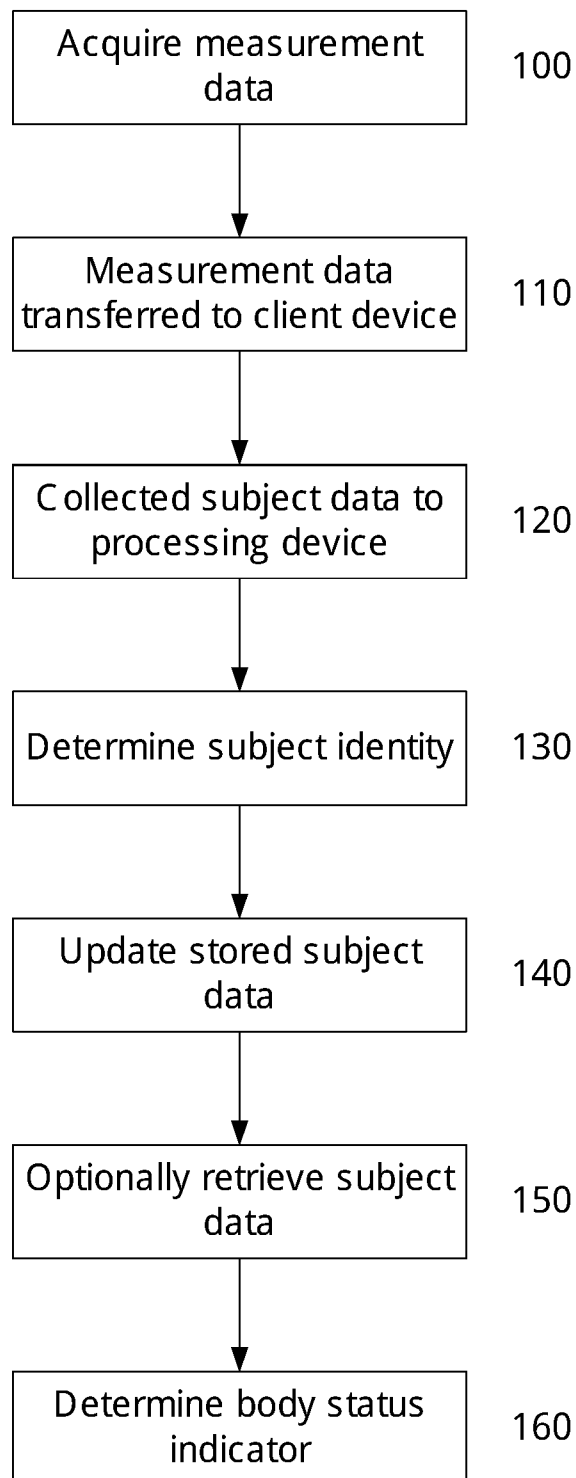 Acquire measurement
data
100
Measurement data
transferred to client device
110
Collected subject data to
processing device
120
Determine subject identity
130
Update stored subject
data
140
Optionally retrieve subject
data
150
Determine body status
indicator
160